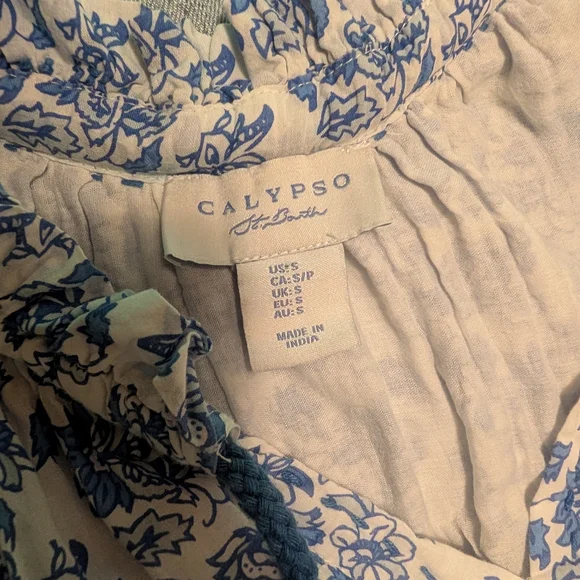 CALYPSO
St. Barth
US:S
CA:S/P
UK:S
EU:S
AU:S
MADE IN
INDIA